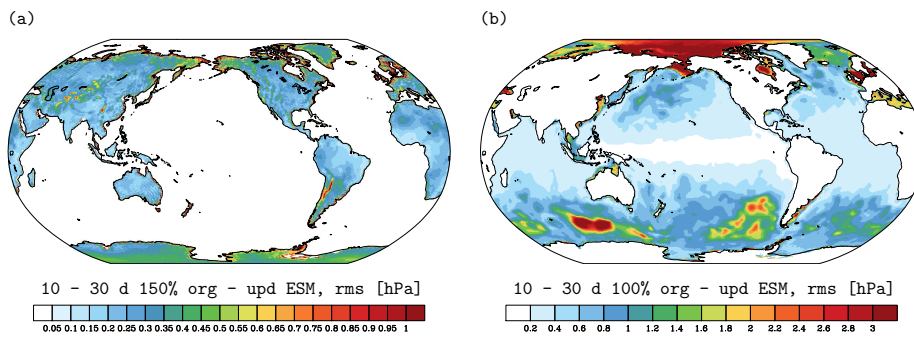 (a)
(b)
10 - 30 d 150% org - upd ESM, rms [hPa]
0.05 0.1 0.15 0.2 0.25 0.3 0.35 0.4 0.45 0.5 0.55 0.6 0.65 0.7 0.75 0.8 0.85 0.9 0.95 1
10 - 30 d 100% org - upd ESM, rms [hPa]
0.2 0.4 0.6 0.8 1 1.2 1.4 1.6 1.8 2 2.2 2.4 2.6 2.8 3